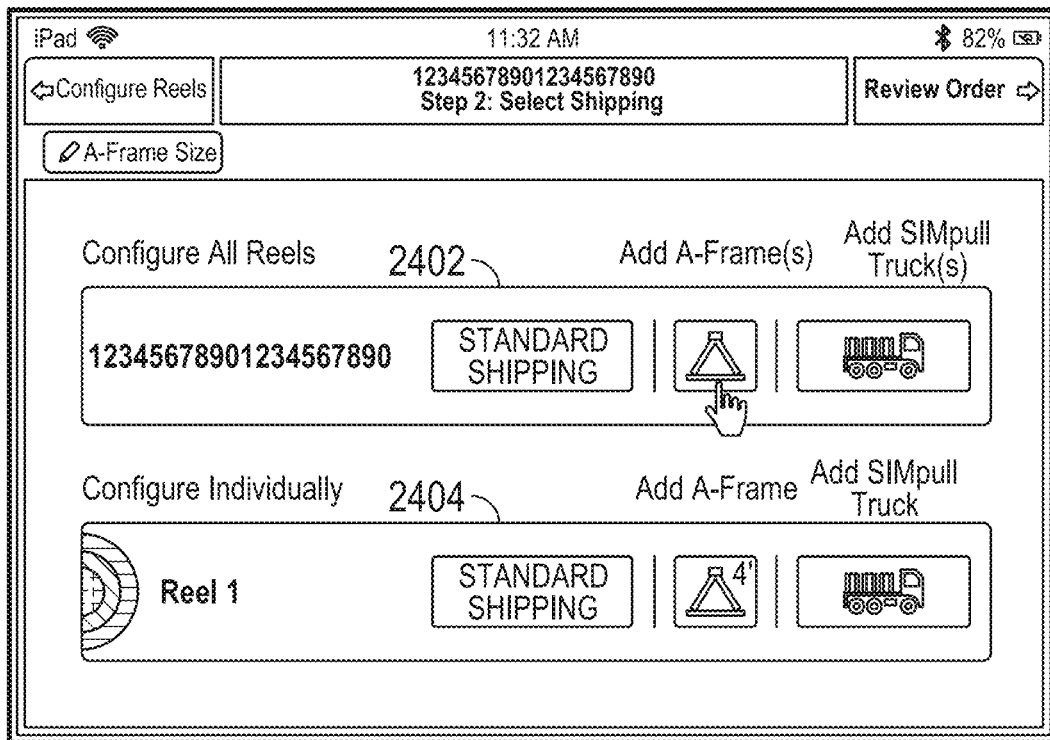 iPad 11:32 AM 82%
Configure Reels
12345678901234567890
Step 2: Select Shipping
Review Order
A-Frame Size
Configure All Reels 2402 Add A-Frame(s) Add SIMpull
Truck(s)
12345678901234567890 STANDARD
SHIPPING
Configure Individually 2404 Add A-Frame Add SIMpull
Truck
Reel 1 STANDARD
SHIPPING 4'